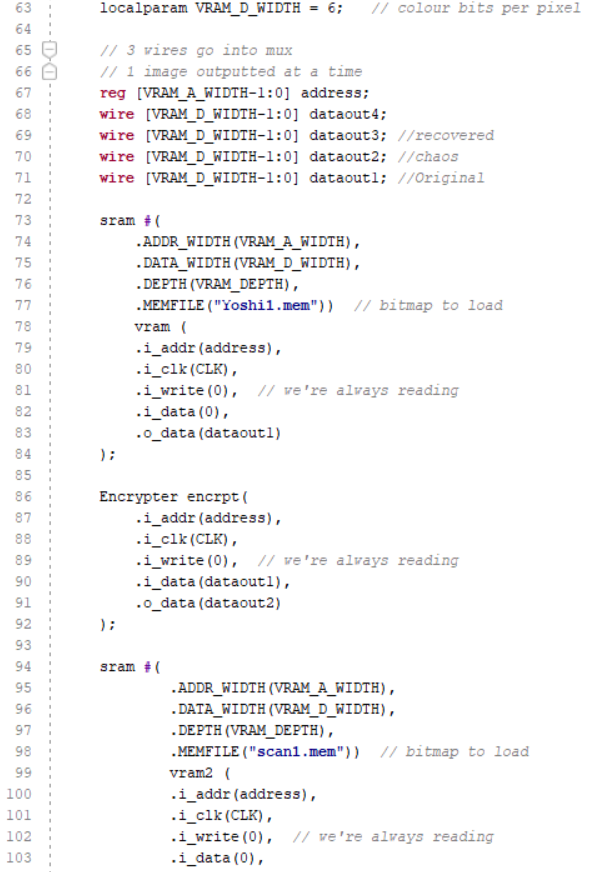 63 localparam VRAM_D_WIDTH = 6; // colour bits per pixel
64
65 // 3 wires go into mux
66 // 1 image outputted at a time
67 reg [VRAM_A_WIDTH-1:0] address;
68 wire [VRAM_D_WIDTH-1:0] dataout4;
69 wire [VRAM_D_WIDTH-1:0] dataout3; //recovered
70 wire [VRAM_D_WIDTH-1:0] dataout2; //chaos
71 wire [VRAM_D_WIDTH-1:0] dataout1; //Original
72
73 sram #(
74 .ADDR_WIDTH(VRAM_A_WIDTH),
75 .DATA_WIDTH(VRAM_D_WIDTH),
76 .DEPTH(VRAM_DEPTH),
77 .MEMFILE("Yoshi1.mem")) // bitmap to load
78 vram (
79 .i_addr(address),
80 .i_clk(CLK),
81 .i_write(0), // we're always reading
82 .i_data(0),
83 .o_data(dataout1)
84 );
85
86 Encrypter encrpt(
87 .i_addr(address),
88 .i_clk(CLK),
89 .i_write(0), // we're always reading
90 .i_data(dataout1),
91 .o_data(dataout2)
92 );
93
94 sram #(
95 .ADDR_WIDTH(VRAM_A_WIDTH),
96 .DATA_WIDTH(VRAM_D_WIDTH),
97 .DEPTH(VRAM_DEPTH),
98 .MEMFILE("scan1.mem")) // bitmap to load
99 vram2 (
100 .i_addr(address),
101 .i_clk(CLK),
102 .i_write(0), // we're always reading
103 .i_data(0),